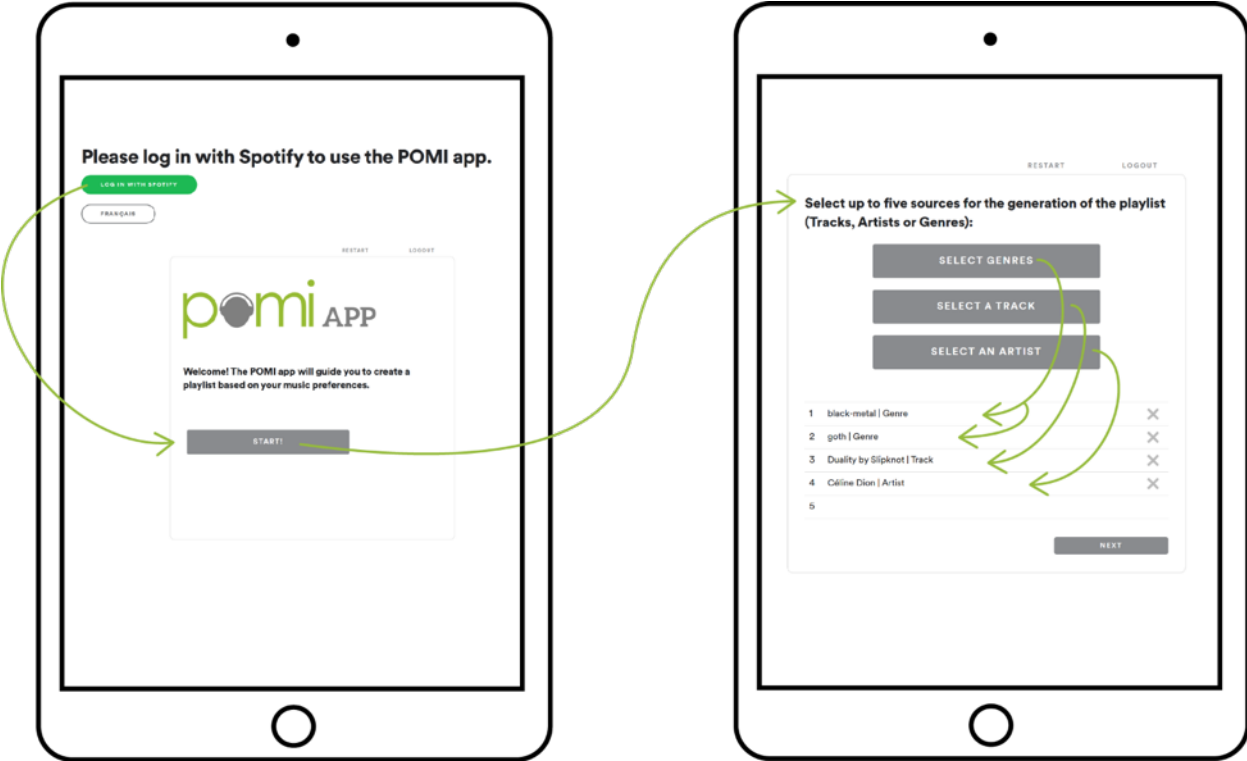 Please log in with Spotify to use the POMI app.
LOG IN WITH SPOTIFY
FRANÇAIS
RESTART LOGOUT
pomi APP
Welcome! The POMI app will guide you to create a
playlist based on your music preferences.
START!
RESTART LOGOUT
Select up to five sources for the generation of the playlist
(Tracks, Artists or Genres):
SELECT GENRES
SELECT A TRACK
SELECT AN ARTIST
1 black-metal | Genre
2 goth | Genre
3 Duality by Slipknot | Track
4 Céline Dion | Artist
5
NEXT